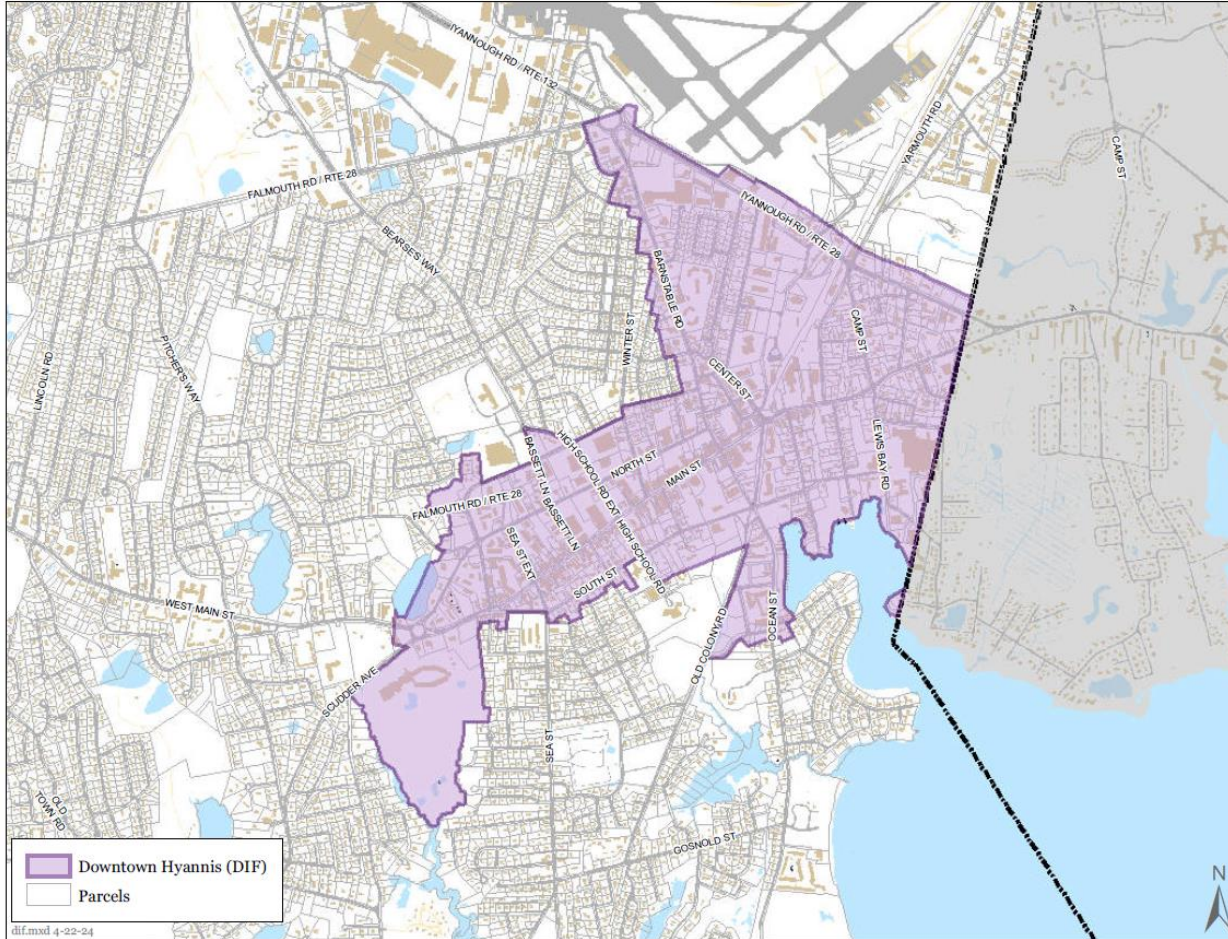 IYANNOUGH RD / RTE 132
CAMP ST
YARMOUTH RD
FALMOUTH RD / RTE 28
IYANNOUGH RD / RTE 28
BEARSE'S WAY
BARNSTABLE RD
CAMP ST
WINTER ST
PITCHER'S WAY
LINCOLN RD
CENTER ST
LEWIS BAY RD
HIGH SCHOOL RD EXT
HIGH SCHOOL RD
BASSETT LN
BASSETT LN
NORTH ST
MAIN ST
FALMOUTH RD / RTE 28
SEA ST EXT
SOUTH ST
WEST MAIN ST
OCEAN ST
OLD COLONY RD
SCUDDER AVE
SEA ST
OLD
TOWN RD
GOSNOLD ST
Downtown Hyannis (DIF)
Parcels
N
dif.mxd 4-22-24